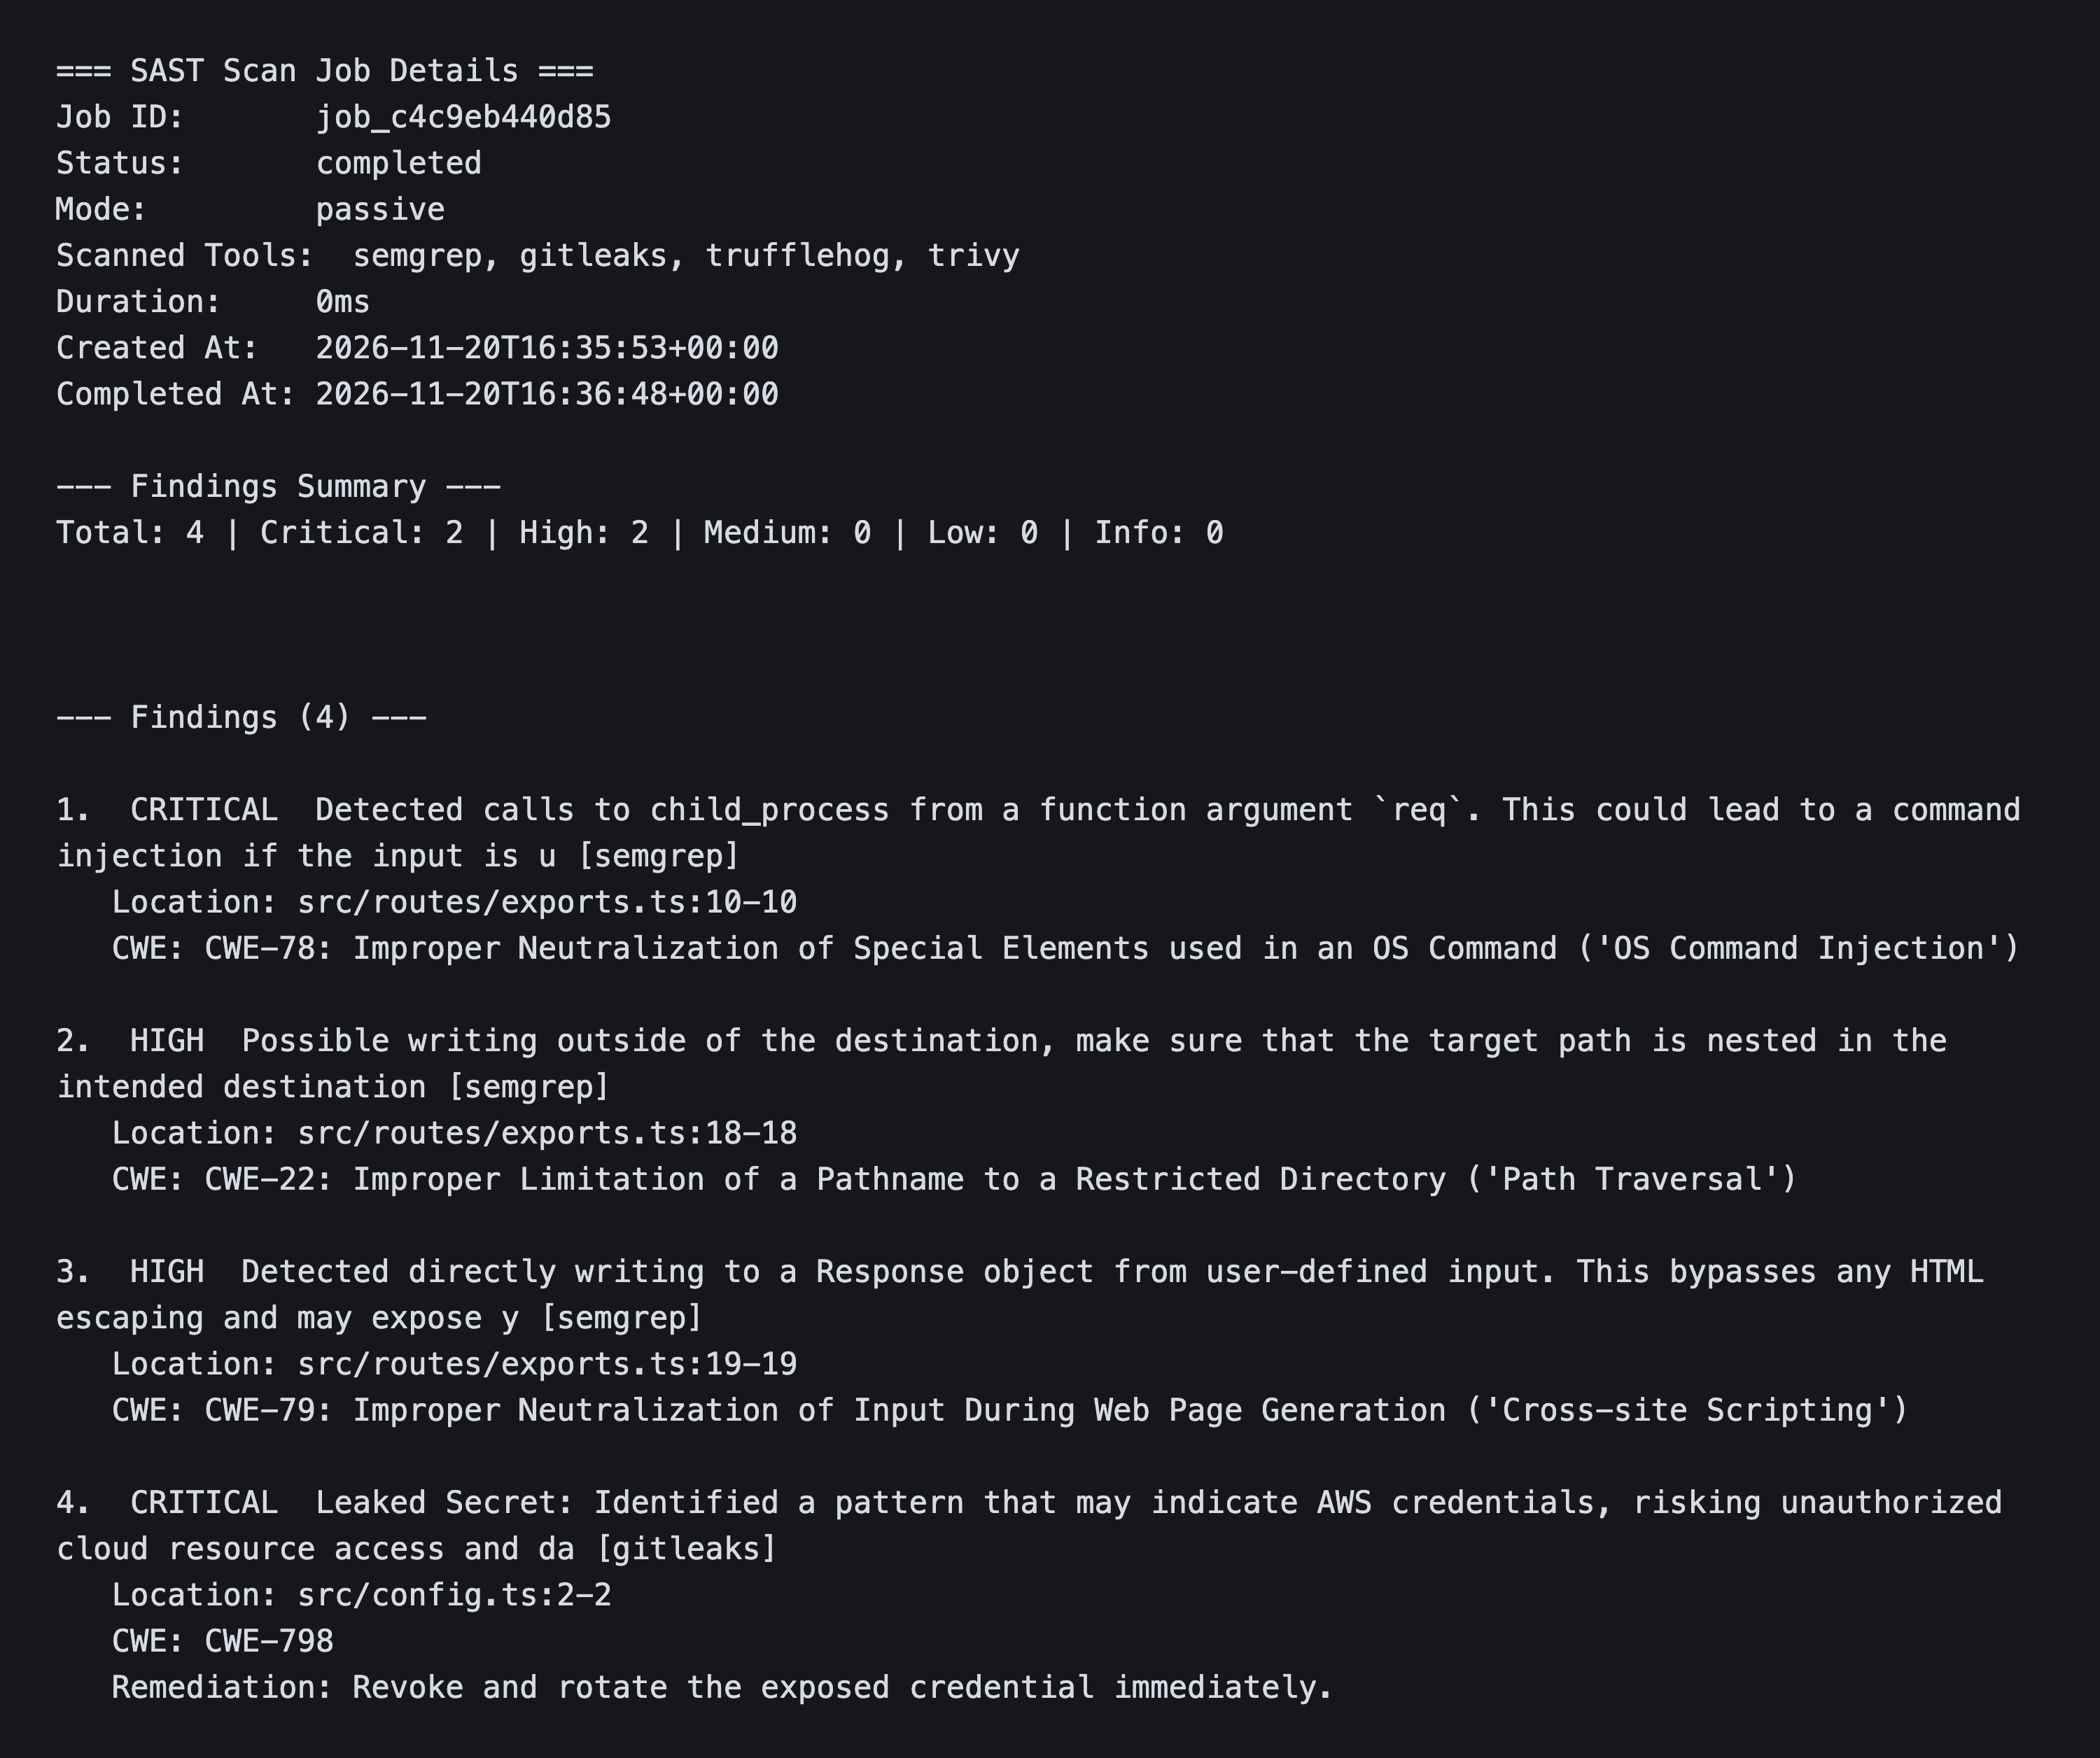 === SAST Scan Job Details ===
Job ID:       job_c4c9eb440d85
Status:       completed
Mode:         passive
Scanned Tools:  semgrep, gitleaks, trufflehog, trivy
Duration:     0ms
Created At:   2026-11-20T16:35:53+00:00
Completed At: 2026-11-20T16:36:48+00:00
--- Findings Summary ---
Total: 4 | Critical: 2 | High: 2 | Medium: 0 | Low: 0 | Info: 0
--- Findings (4) ---
1.  CRITICAL  Detected calls to child_process from a function argument `req`. This could lead to a command
injection if the input is u [semgrep]
   Location: src/routes/exports.ts:10-10
   CWE: CWE-78: Improper Neutralization of Special Elements used in an OS Command ('OS Command Injection')
2.  HIGH  Possible writing outside of the destination, make sure that the target path is nested in the
intended destination [semgrep]
   Location: src/routes/exports.ts:18-18
   CWE: CWE-22: Improper Limitation of a Pathname to a Restricted Directory ('Path Traversal')
3.  HIGH  Detected directly writing to a Response object from user-defined input. This bypasses any HTML
escaping and may expose y [semgrep]
   Location: src/routes/exports.ts:19-19
   CWE: CWE-79: Improper Neutralization of Input During Web Page Generation ('Cross-site Scripting')
4.  CRITICAL  Leaked Secret: Identified a pattern that may indicate AWS credentials, risking unauthorized
cloud resource access and da [gitleaks]
   Location: src/config.ts:2-2
   CWE: CWE-798
   Remediation: Revoke and rotate the exposed credential immediately.